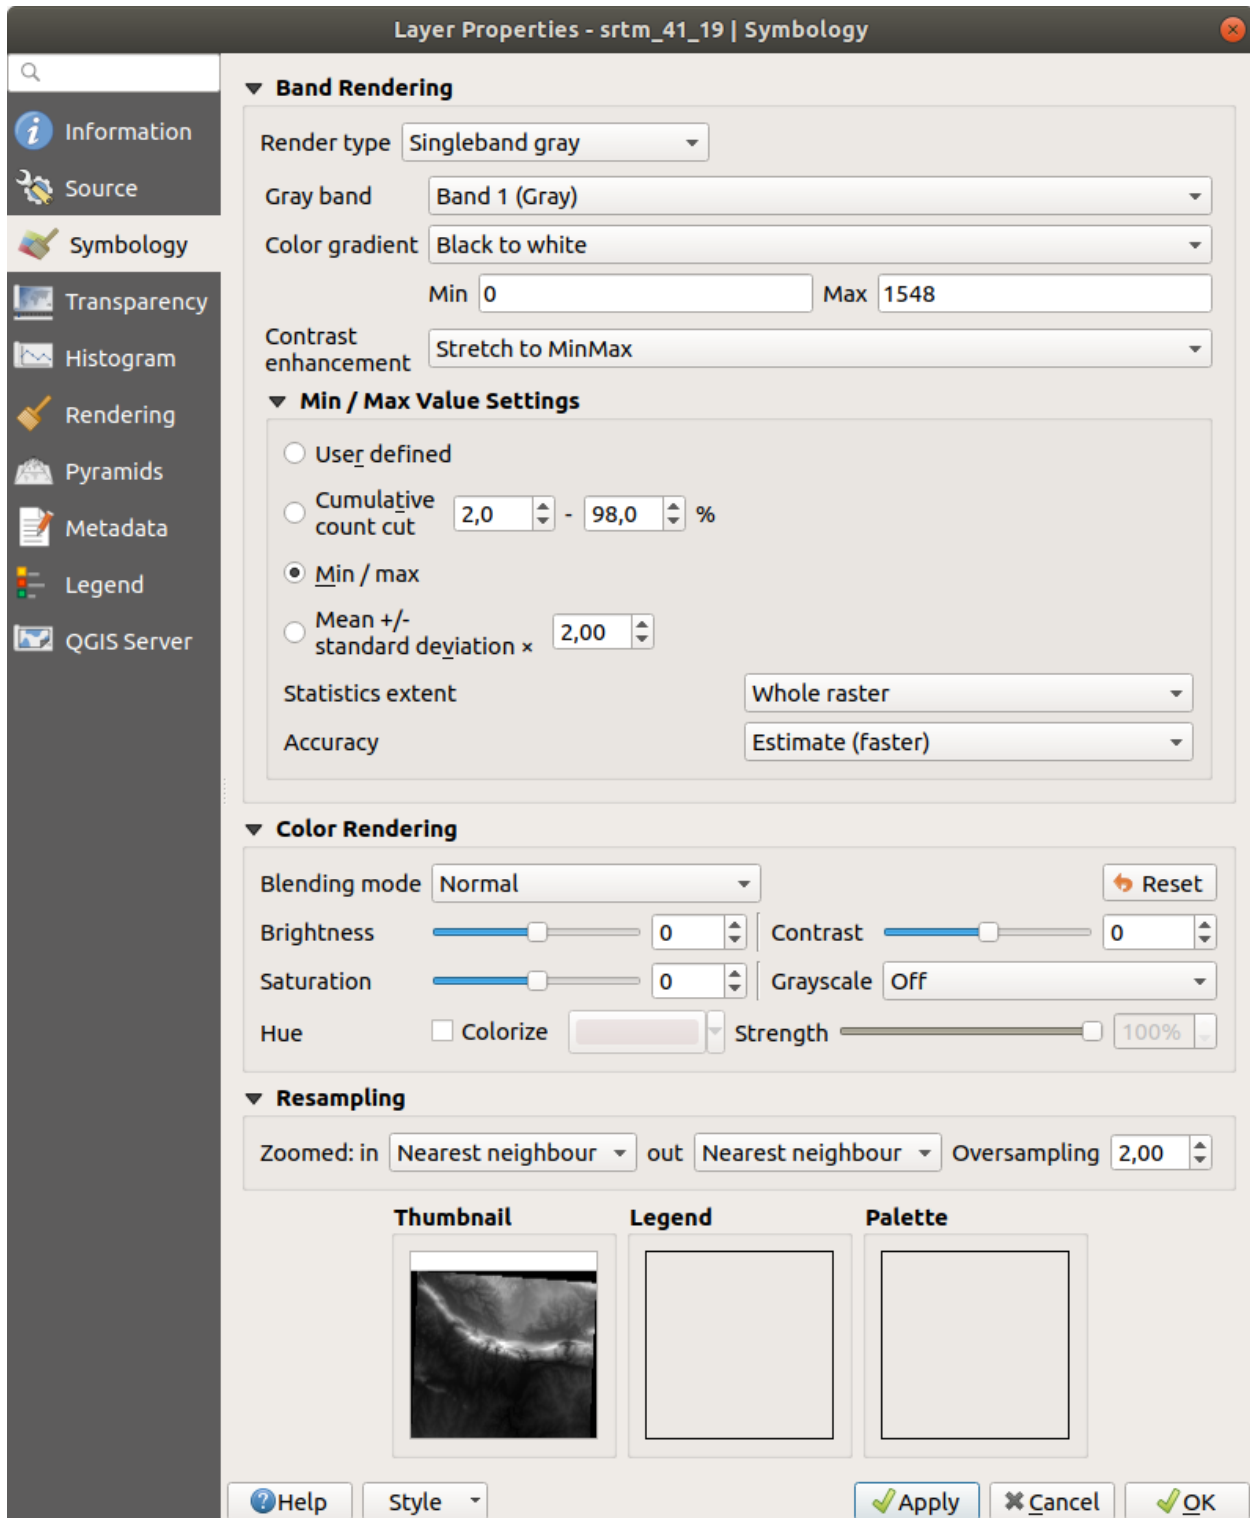 Layer Properties - srtm_41_19 | Symbology
Information
Source
Symbology
Transparency
Histogram
Rendering
Pyramids
Metadata
Legend
QGIS Server
Band Rendering
Render type Singleband gray
Gray band Band 1 (Gray)
Color gradient Black to white
Min 0 Max 1548
Contrast
enhancement Stretch to MinMax
Min / Max Value Settings
User defined
Cumulative
count cut 2,0 - 98,0 %
Min / max
Mean +/-
standard deviation × 2,00
Statistics extent Whole raster
Accuracy Estimate (faster)
Color Rendering
Blending mode Normal Reset
Brightness 0 Contrast 0
Saturation 0 Grayscale Off
Hue Colorize Strength 100%
Resampling
Zoomed: in Nearest neighbour out Nearest neighbour Oversampling 2,00
Thumbnail Legend Palette
Help Style Apply Cancel OK